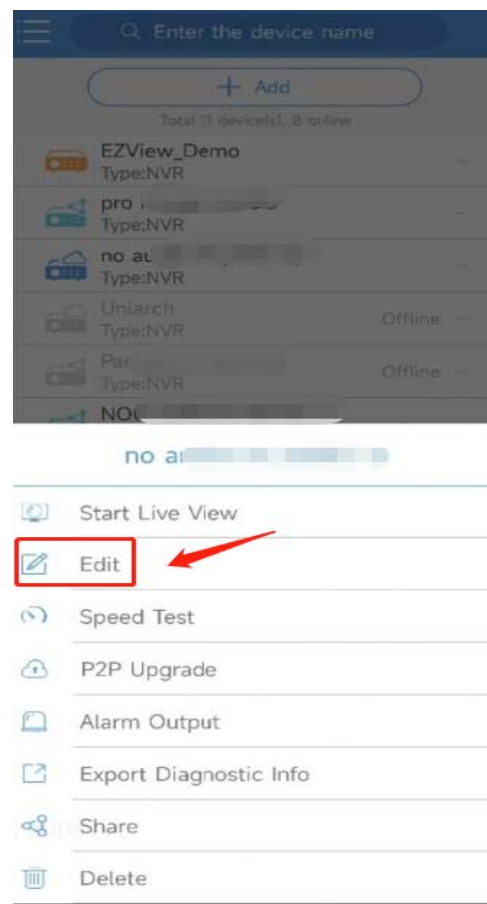 Enter the device name
+ Add
Total 11 device(s), 8 online
EZView_Demo
Type:NVR
pro
Type:NVR
no au
Type:NVR
Uniarch
Offline
Type:NVR
Par
Offline
Type:NVR
no a
Start Live View
Edit
Speed Test
P2P Upgrade
Alarm Output
Export Diagnostic Info
Share
Delete